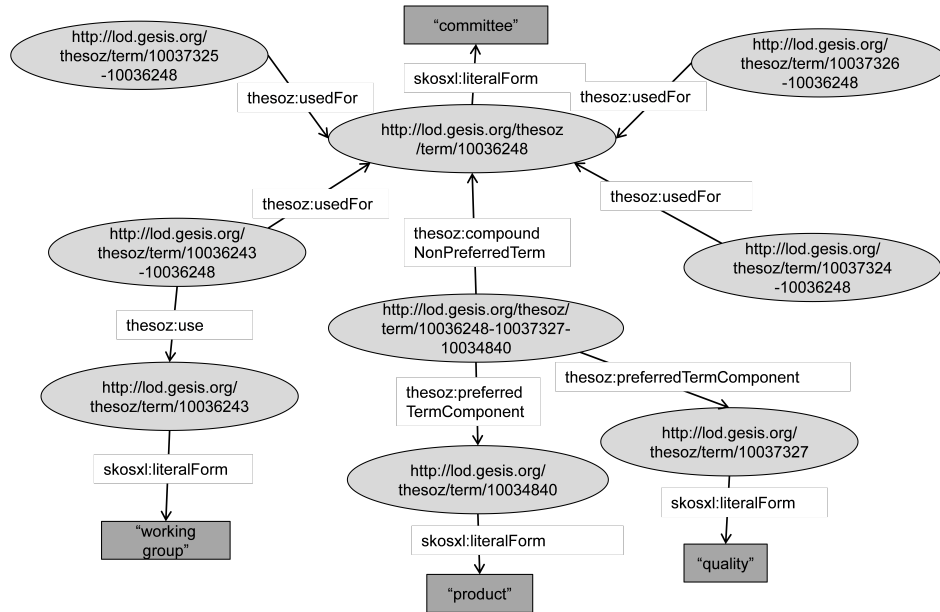 “committee”
http://lod.gesis.org/
thesoz/term/10037325
-10036248
http://lod.gesis.org/
thesoz/term/10037326
-10036248
skosxl:literalForm
thesoz:usedFor
thesoz:usedFor
http://lod.gesis.org/thesoz
/term/10036248
thesoz:usedFor
thesoz:usedFor
http://lod.gesis.org/
thesoz/term/10036243
-10036248
thesoz:compound
NonPreferredTerm
http://lod.gesis.org/
thesoz/term/10037324
-10036248
thesoz:use
http://lod.gesis.org/thesoz/
term/10036248-10037327-
10034840
http://lod.gesis.org/
thesoz/term/10036243
thesoz:preferred
TermComponent
thesoz:preferredTermComponent
http://lod.gesis.org/
thesoz/term/10037327
skosxl:literalForm
http://lod.gesis.org/
thesoz/term/10034840
skosxl:literalForm
“working
group”
skosxl:literalForm
“quality”
“product”